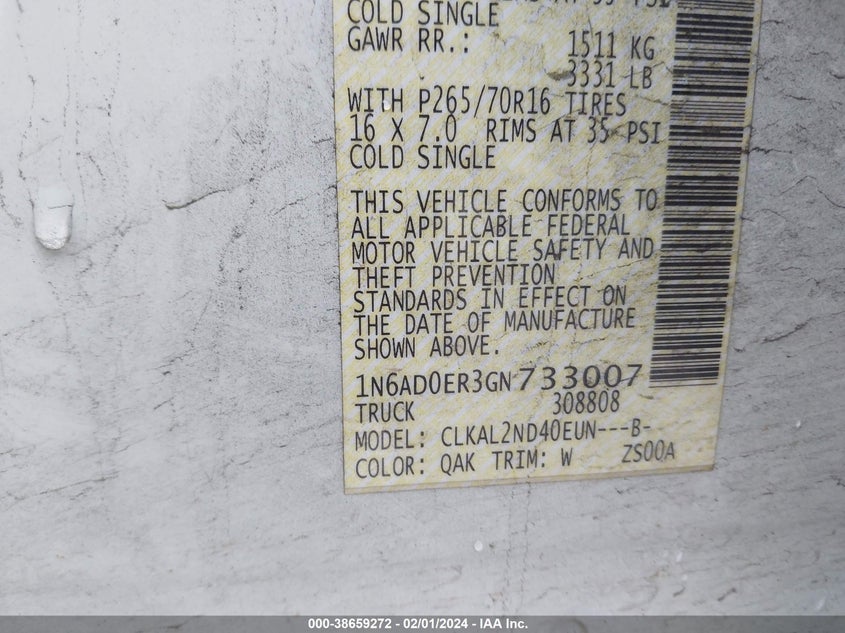 COLD SINGLE
GAWR RR.: 1511 KG
3331 LB
WITH P265/70R16 TIRES
16 X 7.0 RIMS AT 35 PSI
COLD SINGLE
THIS VEHICLE CONFORMS TO
ALL APPLICABLE FEDERAL
MOTOR VEHICLE SAFETY AND
THEFT PREVENTION
STANDARDS IN EFFECT ON
THE DATE OF MANUFACTURE
SHOWN ABOVE.
1N6AD0ER3GN733007
TRUCK 308808
MODEL: CLKAL2ND40EUN---B-
COLOR: QAK TRIM: W ZS00A
000-38659272 - 02/01/2024 - IAA Inc.